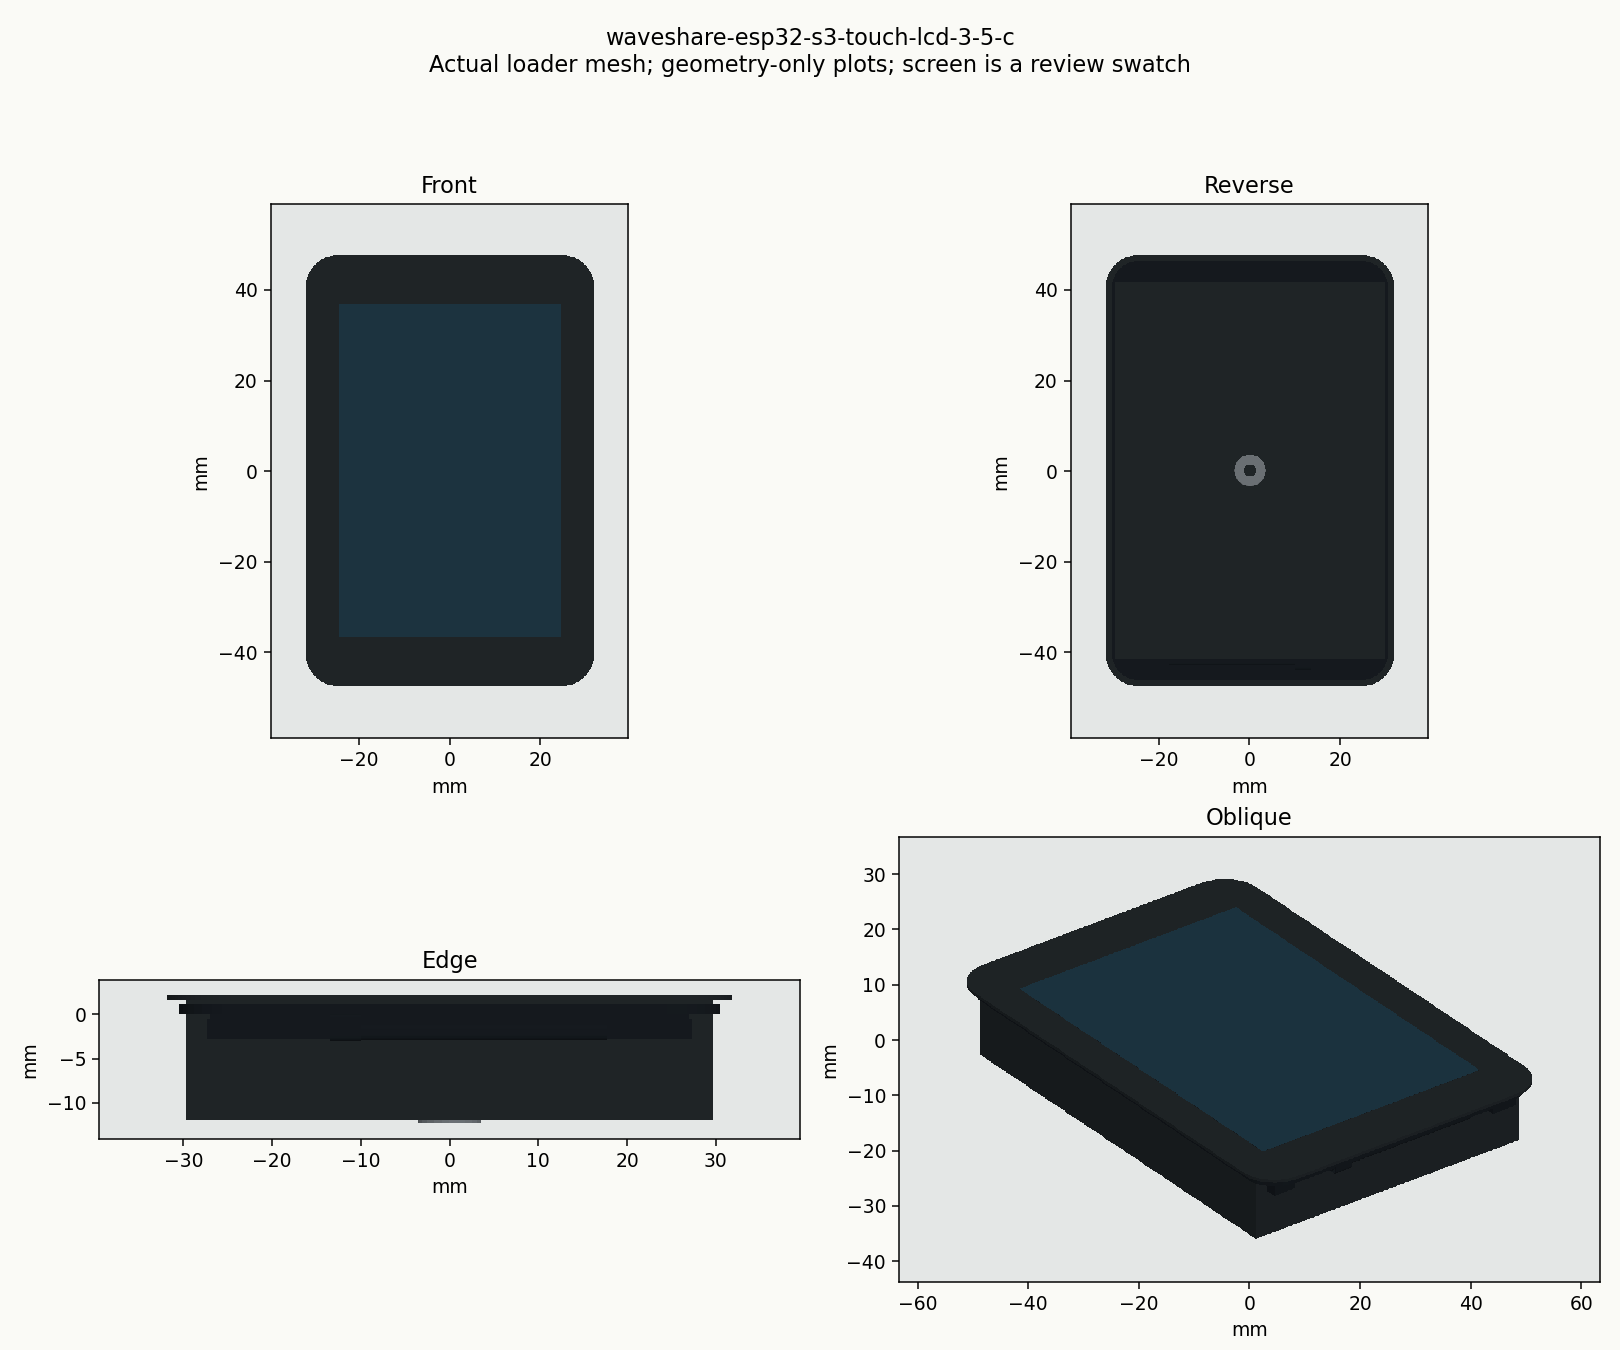 waveshare-esp32-s3-touch-lcd-3-5-c
Actual loader mesh; geometry-only plots; screen is a review swatch
Front
40
20
0
−20
−40
mm
−20 0 20
mm
Reverse
40
20
0
−20
−40
mm
−20 0 20
mm
Edge
0
−5
−10
mm
−30 −20 −10 0 10 20 30
mm
Oblique
30
20
10
0
−10
−20
−30
−40
mm
−60 −40 −20 0 20 40 60
mm